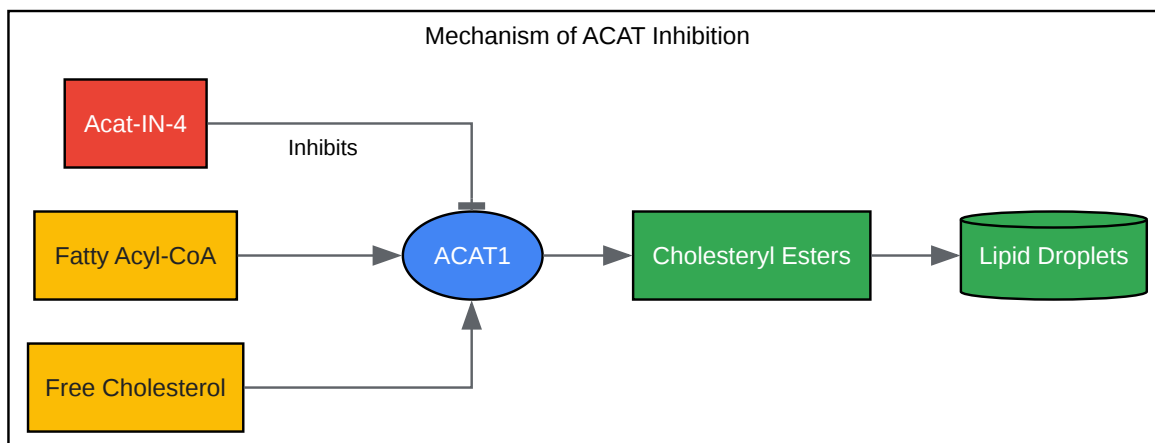 Mechanism of ACAT Inhibition
Acat-IN-4
Inhibits
Fatty Acyl-CoA
ACAT1
Cholesteryl Esters
Lipid Droplets
Free Cholesterol